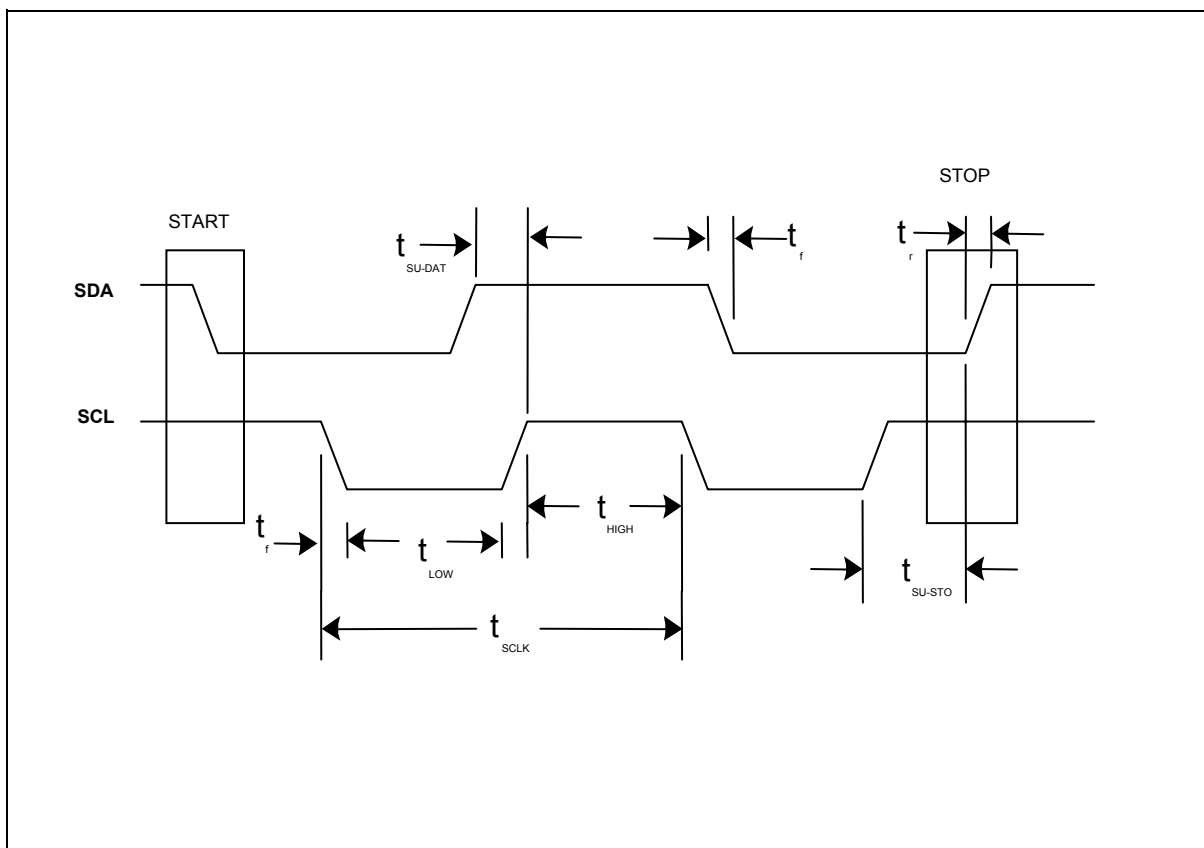 STOP
START
t SU-DAT
t f
t r
SDA
SCL
t f
t LOW
t HIGH
t SU-STO
t SCLK